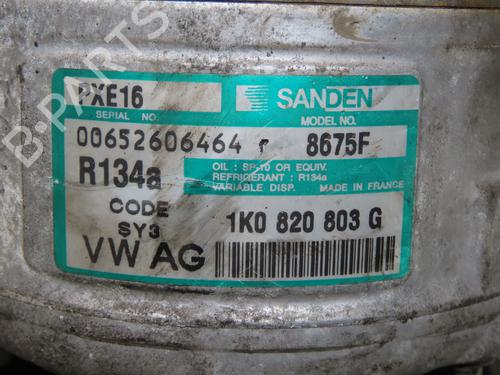 PXE16
SANDEN
SERIAL NO.
MODEL NO.
00652606464
8675F
R134a
OIL : SP-10 OR EQUIV.
REFRIGERANT : R134a
VARIABLE DISP. MADE IN FRANCE
CODE
SY3
1K0 820 803 G
VW AG
B-PARTS